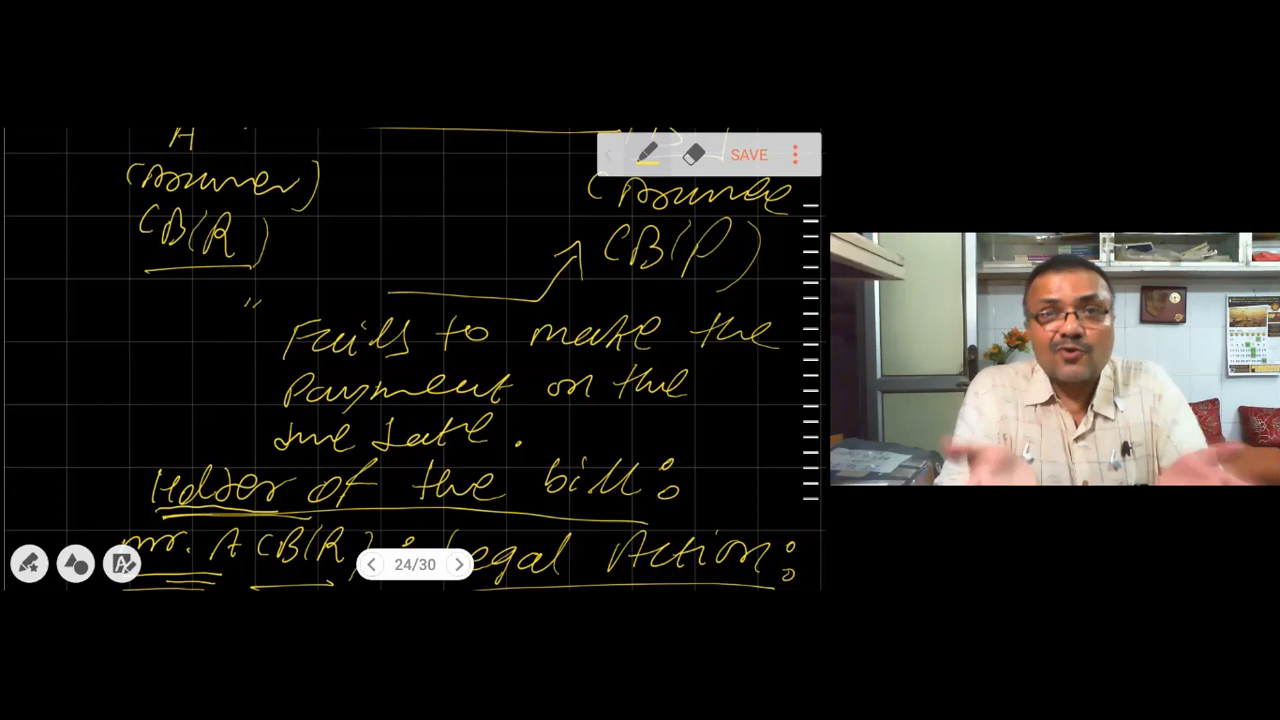 A
SAVE
(Drawer)
(Drawee
(B/R)
(B/P)
"
Fails to make the
payment on the
due date.
Holder of the bill:
Mr. A (B/R) : Legal Action:
24/30